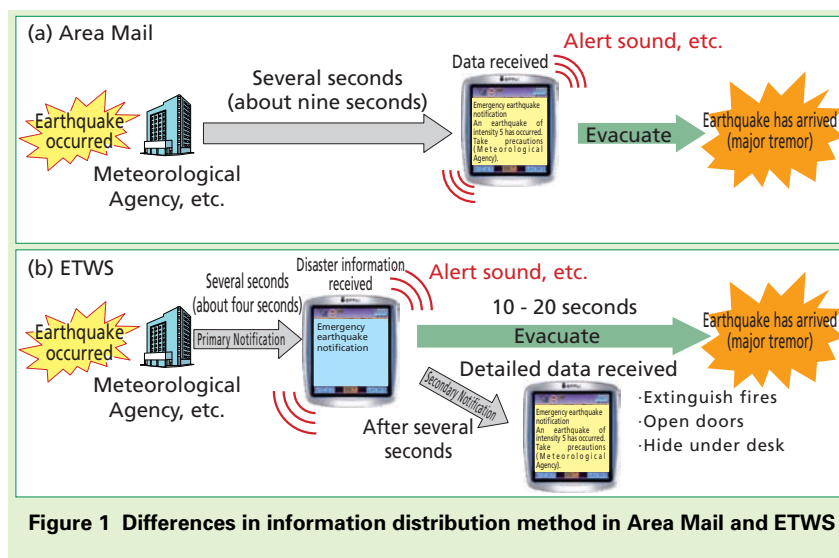 (a) Area Mail
Earthquake
occurred
Meteorological
Agency, etc.
Several seconds
(about nine seconds)
Data received
Alert sound, etc.
Emergency earthquake
notification
An earthquake of
intensity 5 has occurred.
Take precautions
(Meteorological
Agency).
Evacuate
Earthquake has arrived
(major tremor)
(b) ETWS
Earthquake
occurred
Meteorological
Agency, etc.
Several seconds
(about four seconds)
Primary Notification
Disaster information
received
Alert sound, etc.
Emergency
earthquake
notification
10 - 20 seconds
Evacuate
Earthquake has arrived
(major tremor)
Secondary Notification
After several
seconds
Detailed data received
Emergency earthquake
notification
An earthquake of
intensity 5 has occurred.
Take precautions
(Meteorological
Agency).
·Extinguish fires
·Open doors
·Hide under desk
Figure 1 Differences in information distribution method in Area Mail and ETWS